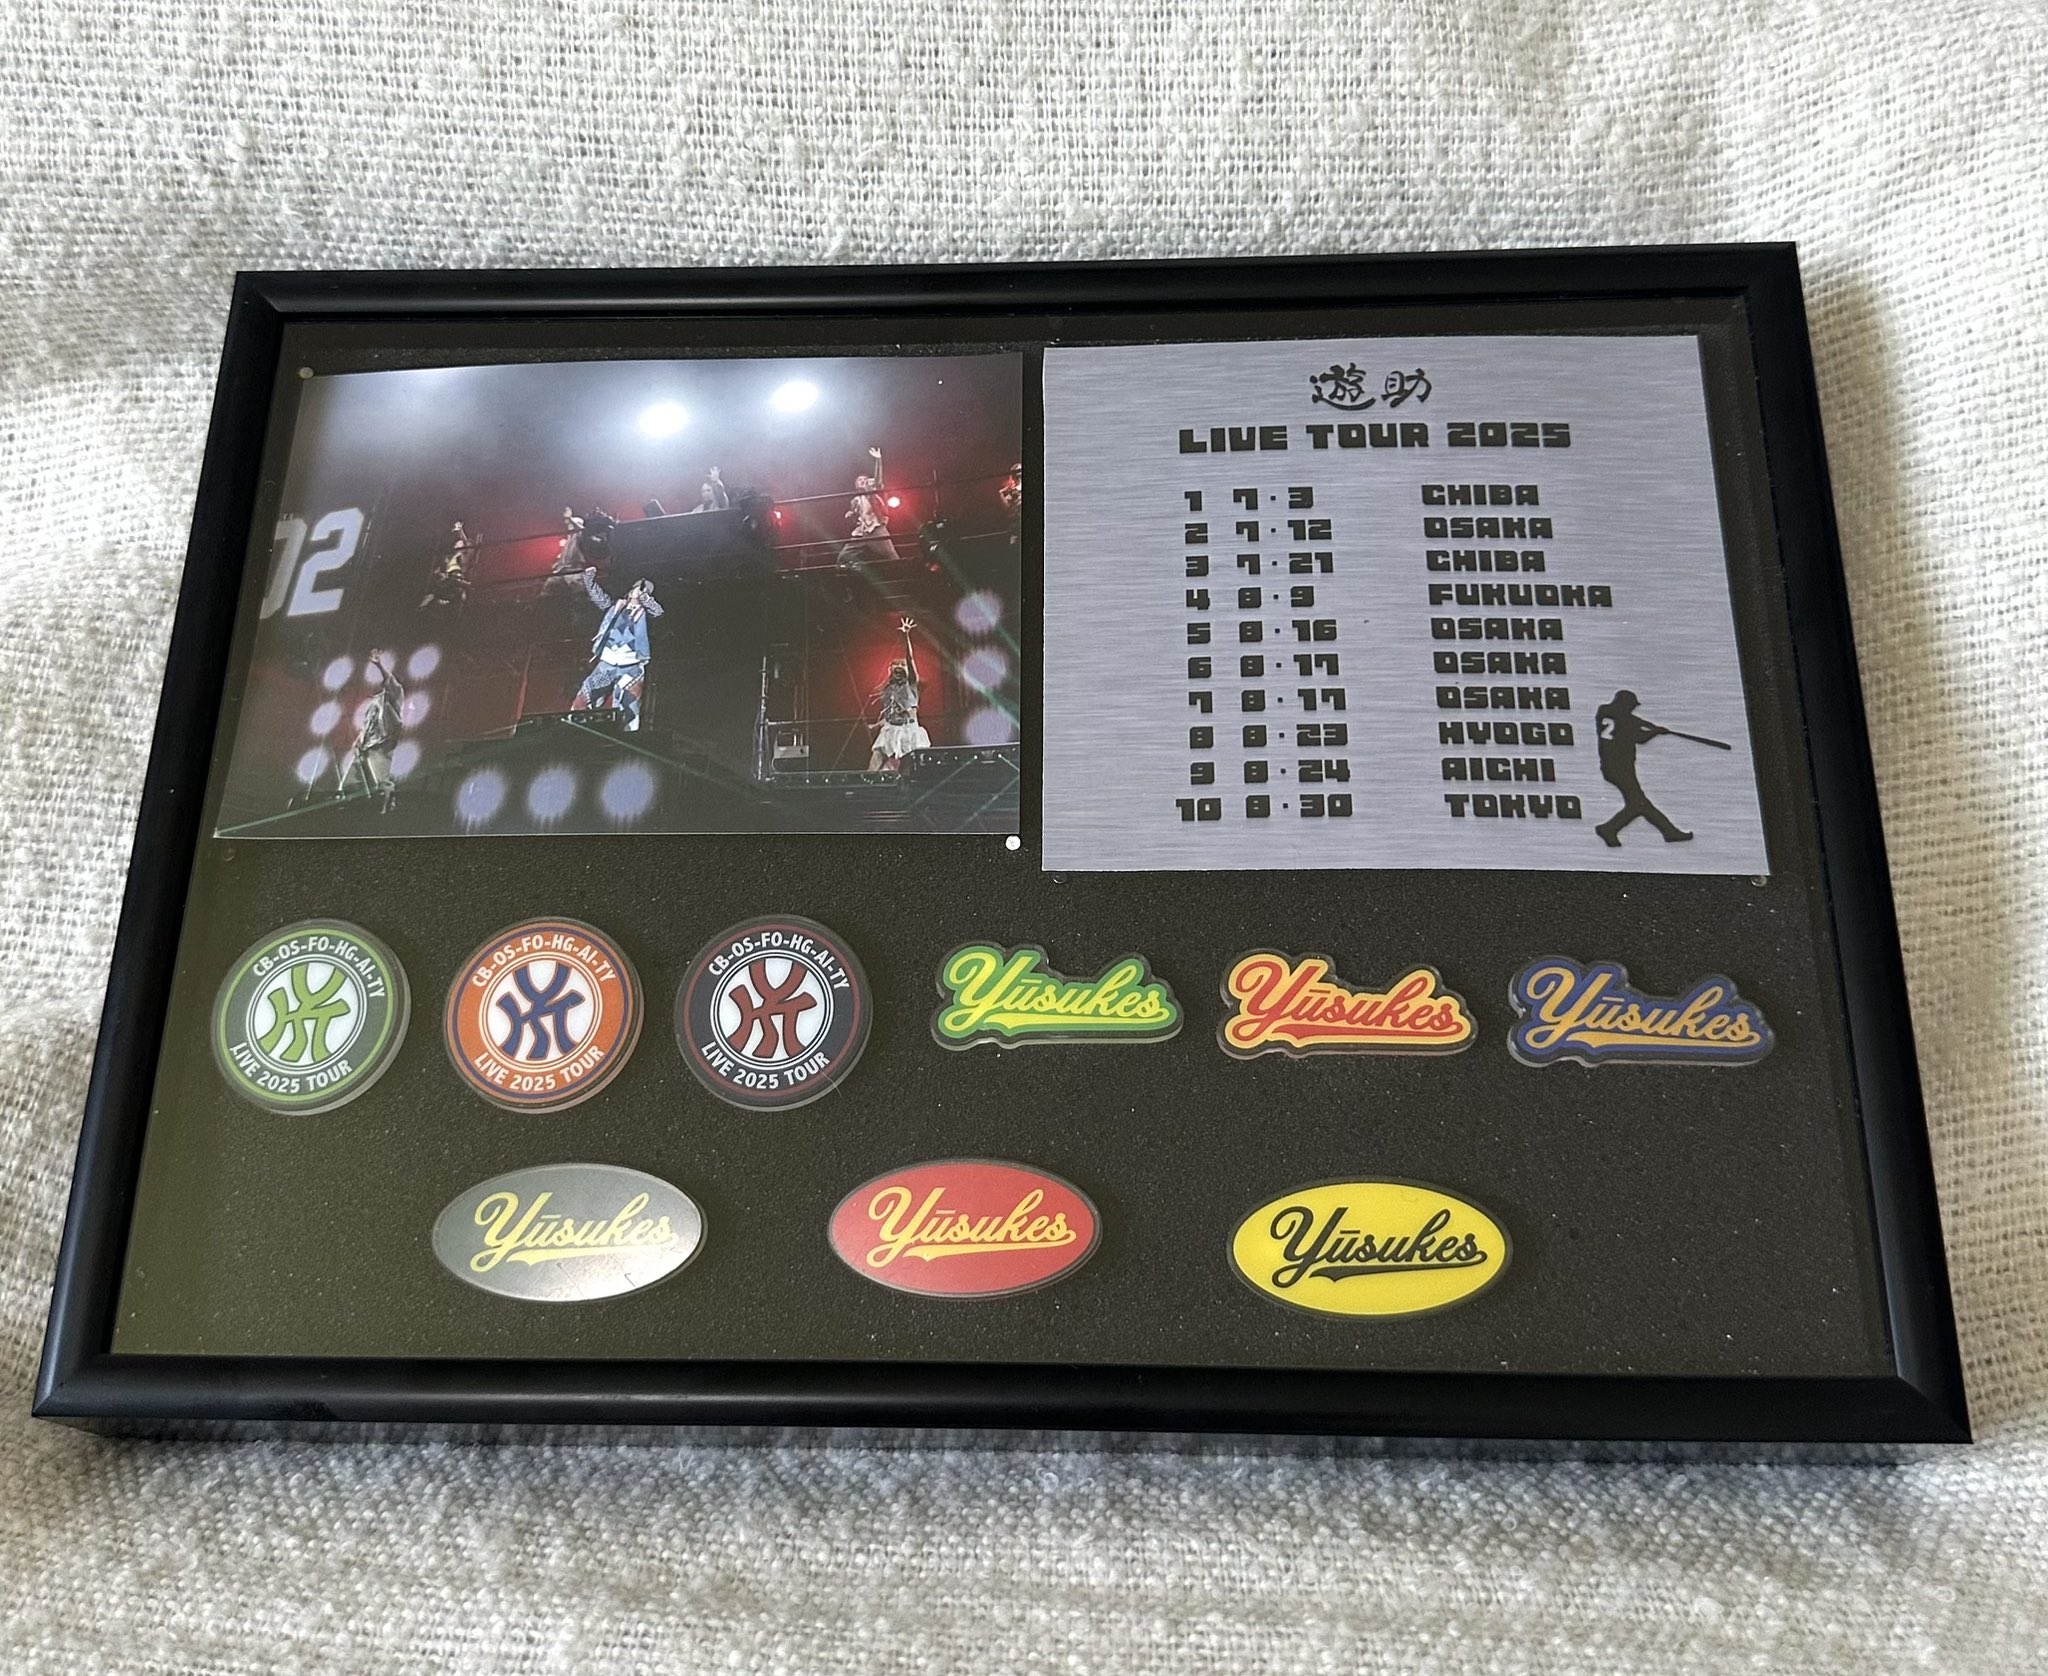 02
遊助
LIVE TOUR 2025
1 7・3 CHIBA
2 7・12 OSAKA
3 7・21 CHIBA
4 8・9 FUKUOKA
5 8・16 OSAKA
6 8・17 OSAKA
7 8・17 OSAKA
8 8・23 HYOGO
9 8・24 AICHI
10 8・30 TOKYO
2
CB-OS-FO-HG-AI-TY
LIVE 2025 TOUR
CB-OS-FO-HG-AI-TY
LIVE 2025 TOUR
CB-OS-FO-HG-AI-TY
LIVE 2025 TOUR
Yūsukes
Yūsukes
Yūsukes
Yūsukes
Yūsukes
Yūsukes